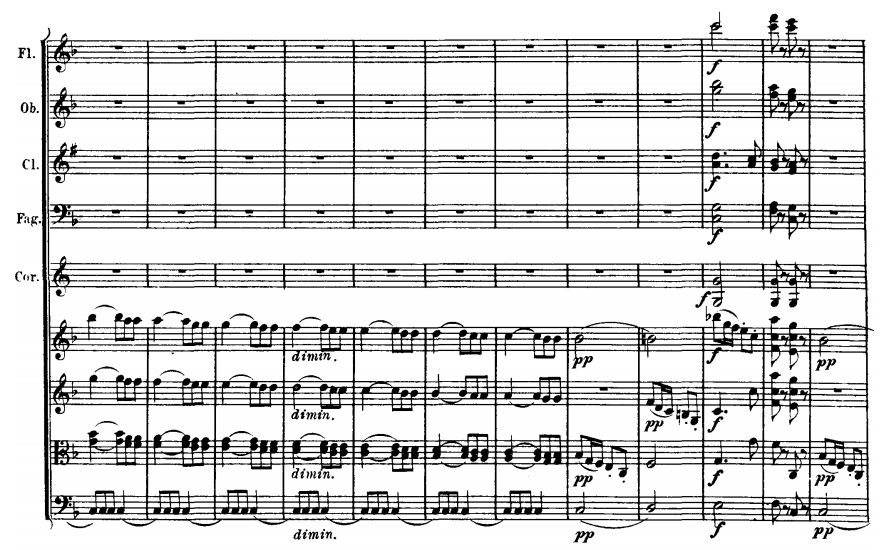 Fl.
f
Ob.
f
Cl.
f
Fag.
f
Cor.
f
dimin.
pp
f
pp
dimin.
pp
f
dimin.
pp
f
pp
dimin.
pp
f
pp